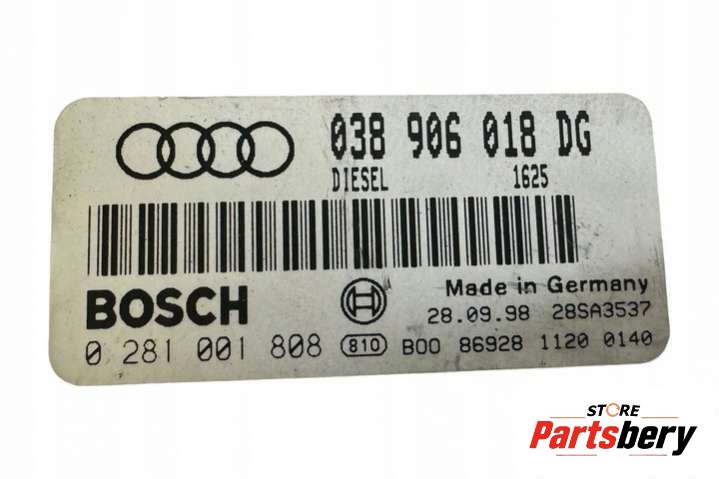 038 906 018 DG
DIESEL 1625
BOSCH
Made in Germany
28.09.98 28SA3537
0 281 001 808 810 B00 86928 1120 0140
STORE
Partsbery